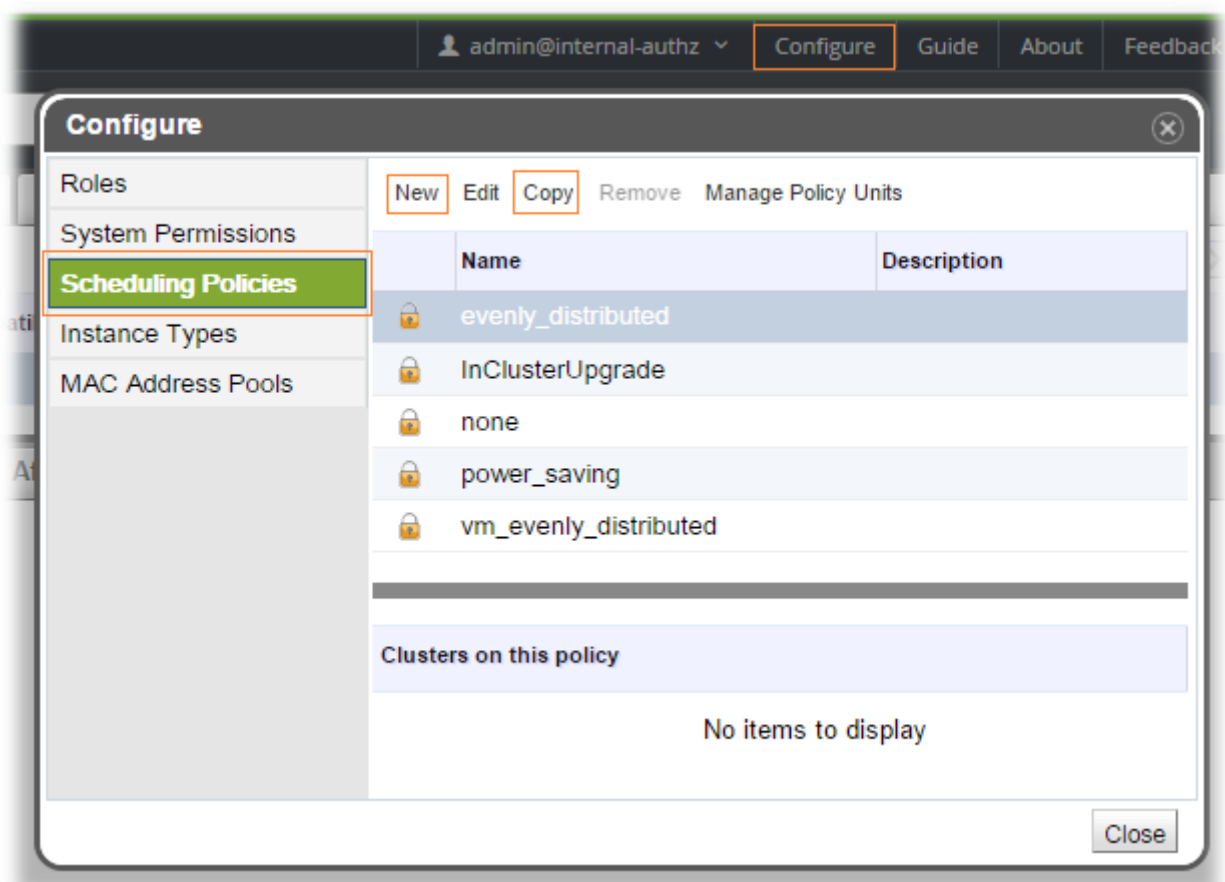 admin@internal-authz Configure Guide About Feedback
Configure
Roles
System Permissions
Scheduling Policies
Instance Types
MAC Address Pools
New Edit Copy Remove Manage Policy Units
Name Description
evenly_distributed
InClusterUpgrade
none
power_saving
vm_evenly_distributed
Clusters on this policy
No items to display
Close